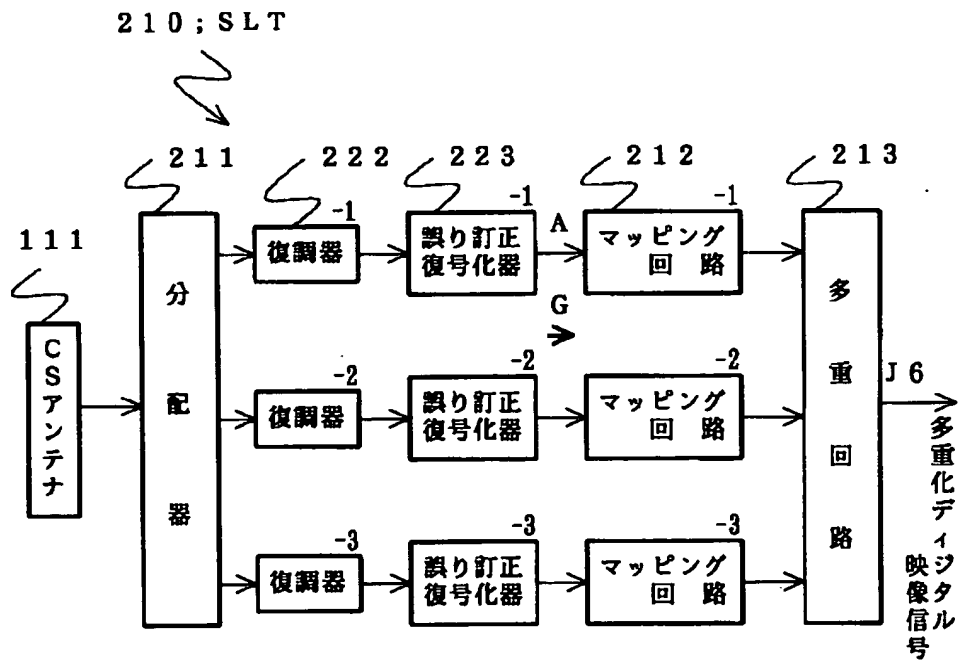 210;SLT
211
222
223
212
213
111
CSアンテナ
分配器
-1
復調器
-1
誤り訂正
復号化器
A
-1
マッピング
回路
G
-2
復調器
-2
誤り訂正
復号化器
-2
マッピング
回路
-3
復調器
-3
誤り訂正
復号化器
-3
マッピング
回路
多重回路
J6
多重化ディジタル
映像信号